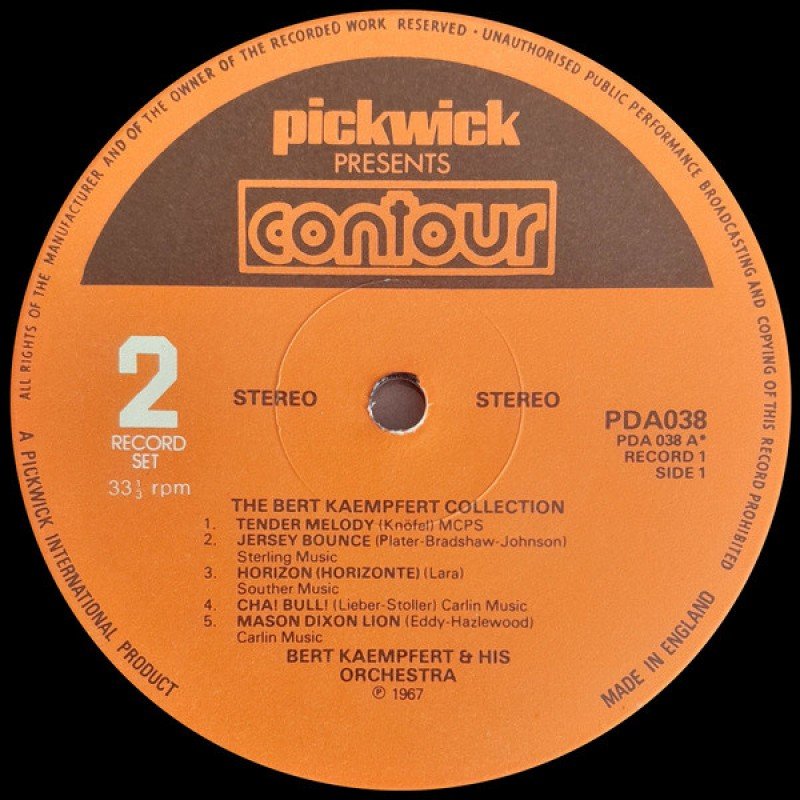 ALL RIGHTS OF THE MANUFACTURER AND OF THE OWNER OF THE RECORDED WORK RESERVED · UNAUTHORISED PUBLIC PERFORMANCE BROADCASTING AND COPYING OF THIS RECORD PROHIBITED
pickwick
PRESENTS
contour
2
RECORD
SET
33 1/3 rpm
STEREO
STEREO
PDA038
PDA 038 A*
RECORD 1
SIDE 1
THE BERT KAEMPFERT COLLECTION
1. TENDER MELODY (Knöfel) MCPS
2. JERSEY BOUNCE (Plater-Bradshaw-Johnson)
Sterling Music
3. HORIZON (HORIZONTE) (Lara)
Souther Music
4. CHA! BULL! (Lieber-Stoller) Carlin Music
5. MASON DIXON LION (Eddy-Hazlewood)
Carlin Music
BERT KAEMPFERT & HIS
ORCHESTRA
℗ 1967
A PICKWICK INTERNATIONAL PRODUCT
MADE IN ENGLAND